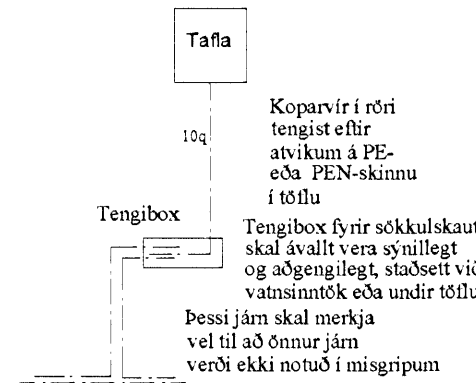 Tafla
10q
Koparvír í röri
tengist eftir
atvikum á PE-
eða PEN-skinnu
í töflu
Tengibox
Tengibox fyrir sökkulskaut
skal ávallt vera sýnillegt
og aðgengilegt, staðsett við
vatnsinntök eða undir töflu
Þessi járn skal merkja
vel til að önnur járn
verði ekki notuð í misgripum